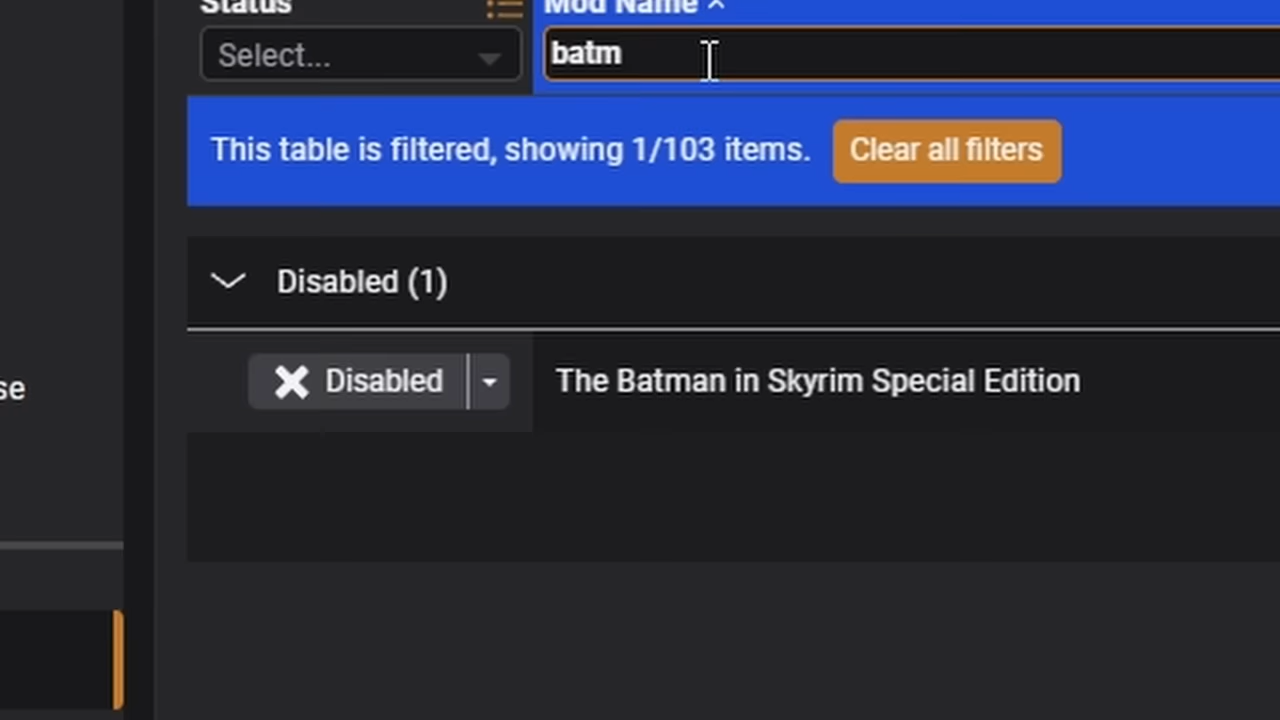 Status
Mod Name
Select...
batm
This table is filtered, showing 1/103 items.
Clear all filters
Disabled (1)
se
Disabled
The Batman in Skyrim Special Edition